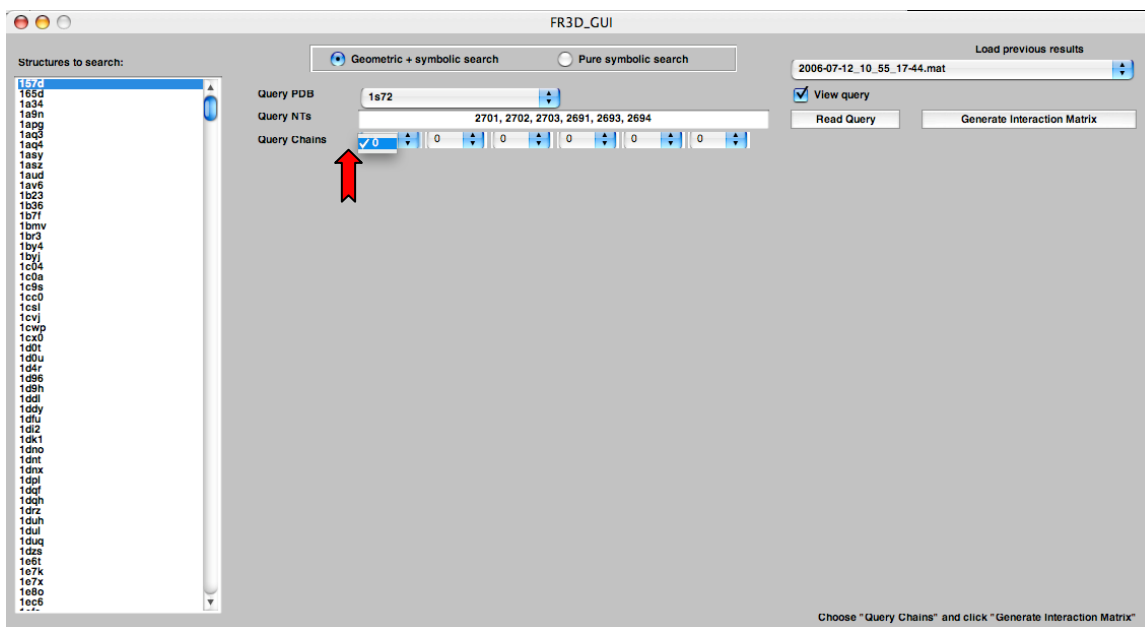 FR3D_GUI
Structures to search:
Geometric + symbolic search
Pure symbolic search
Load previous results
2006-07-12_10_55_17-44.mat
View query
Read Query
Generate Interaction Matrix
Query PDB
1s72
Query NTs
2701, 2702, 2703, 2691, 2693, 2694
Query Chains
0
0
0
0
0
0
157d
165d
1a34
1a9n
1apg
1aq3
1aq4
1asy
1asz
1aud
1av6
1b23
1b36
1b7f
1bmv
1br3
1by4
1byj
1c04
1c0a
1c9s
1cc0
1csl
1cvj
1cwp
1cx0
1d0t
1d0u
1d4r
1d96
1d9h
1ddl
1ddy
1dfu
1di2
1dk1
1dno
1dnt
1dnx
1dpl
1dqf
1dqh
1drz
1duh
1dul
1duq
1dzs
1e6t
1e7k
1e7x
1e8o
1ec6
Choose "Query Chains" and click "Generate Interaction Matrix"